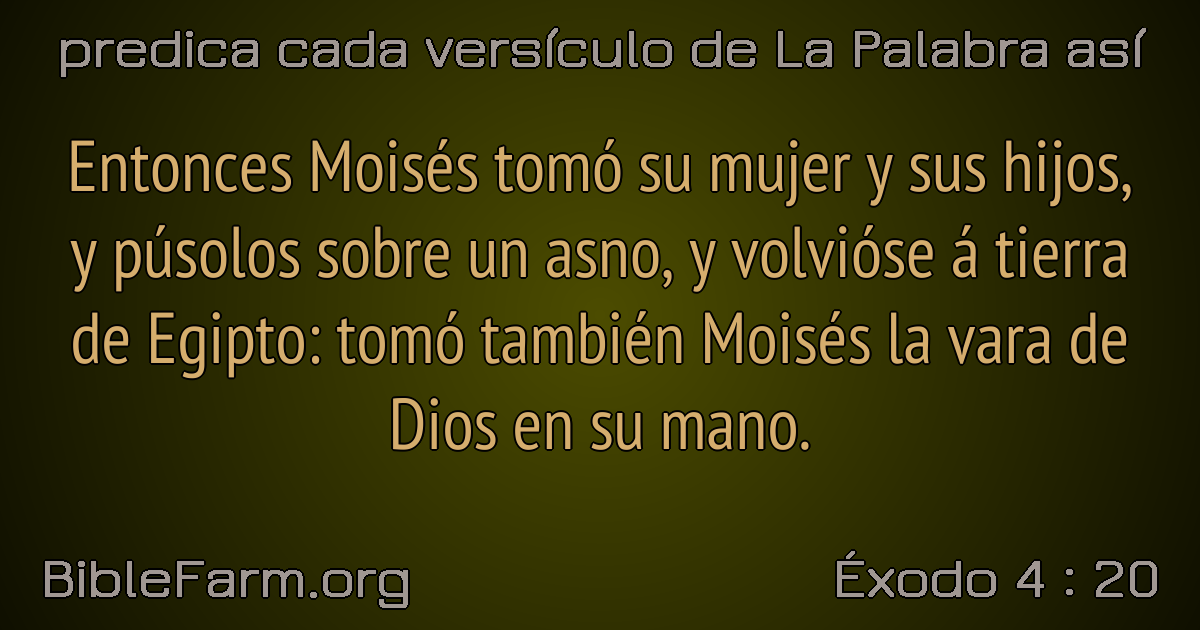 predica cada versículo de La Palabra así
Entonces Moisés tomó su mujer y sus hijos,
y púsolos sobre un asno, y volvióse á tierra
de Egipto: tomó también Moisés la vara de
Dios en su mano.
BibleFarm.org
Éxodo 4 : 20